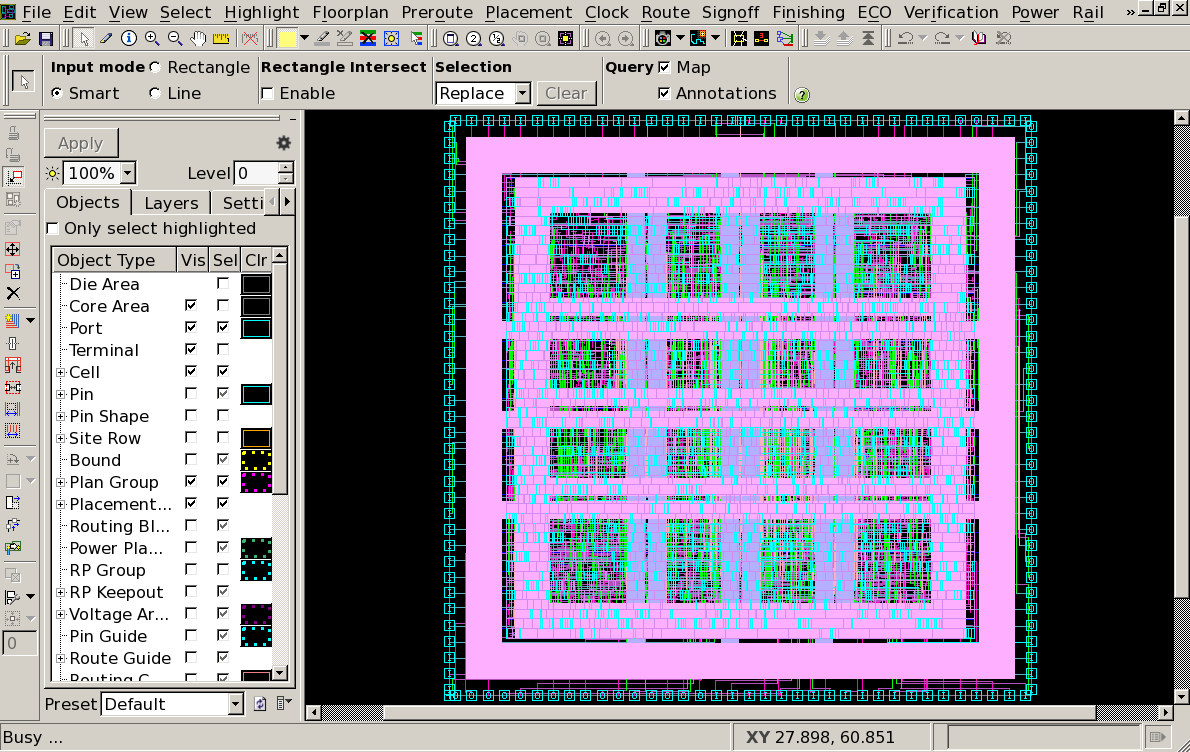 File Edit View Select Highlight Floorplan Preroute Placement Clock Route Signoff Finishing ECO Verification Power Rail »
Input mode Rectangle Rectangle Intersect Selection Query Map
Smart Line Enable Replace Clear Annotations
Apply
100% Level 0
Objects Layers Setti
Only select highlighted
Object Type Vis Sel Clr
Die Area
Core Area
Port
Terminal
Cell
Pin
Pin Shape
Site Row
Bound
Plan Group
Placement...
Routing Bl...
Power Pla...
RP Group
RP Keepout
Voltage Ar...
Pin Guide
Route Guide
Routing C
0
Preset Default
Busy ...
XY 27.898, 60.851